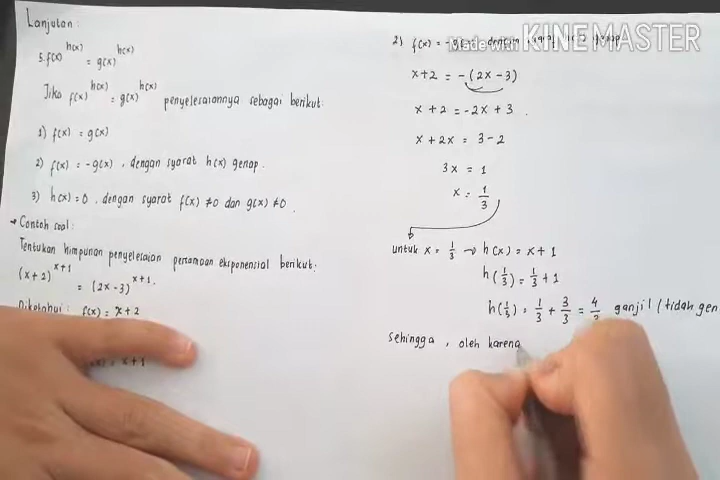 Lanjutan :
5. f(x)^h(x) = g(x)^h(x)
Jika f(x)^h(x) = g(x)^h(x) penyelesaiannya sebagai berikut:
1) f(x) = g(x)
2) f(x) = -g(x) , dengan syarat h(x) genap.
3) h(x) = 0 , dengan syarat f(x) ≠ 0 dan g(x) ≠ 0 .
→ Contoh soal :
Tentukan himpunan penyelesaian persamaan eksponensial berikut:
(x+2)^x+1 = (2x-3)^x+1 .
Diketahui : f(x) = x+2
= x+1
2) f(x) = -g(x)
Made with KINEMASTER
x+2 = -(2x-3)
x+2 = -2x+3 .
x+2x = 3-2
3x = 1
x = 1/3
untuk x = 1/3 → h(x) = x+1
h(1/3) = 1/3 + 1
h(1/3) = 1/3 + 3/3 = 4/3 ganjil (tidak gen
sehingga , oleh karena